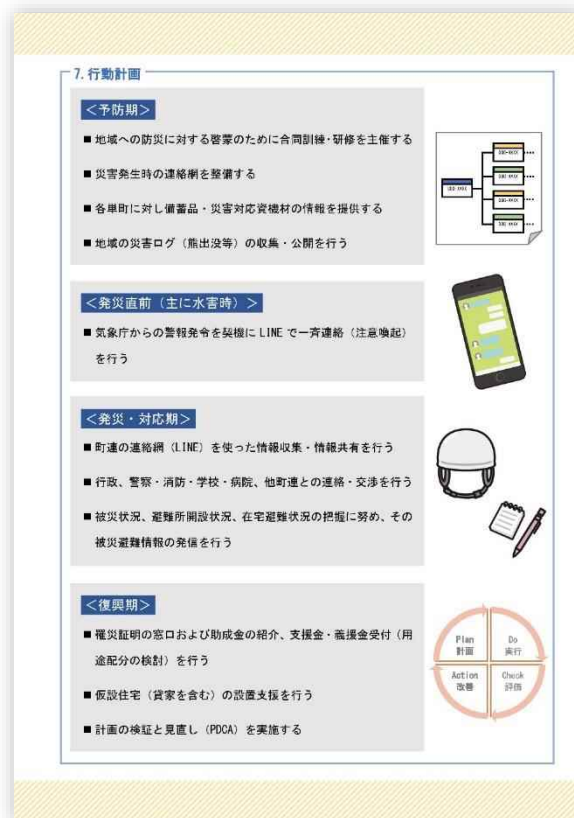 7. 行動計画
＜予防期＞
■ 地域への防災に対する啓蒙のために合同訓練・研修を主催する
■ 災害発生時の連絡網を整備する
■ 各単町に対し備蓄品・災害対応資機材の情報を提供する
■ 地域の災害ログ（熊出没等）の収集・公開を行う
＜発災直前（主に水害時）＞
■ 気象庁からの警報発令を契機に LINE で一斉連絡（注意喚起）
を行う
＜発災・対応期＞
■ 町連の連絡網（LINE）を使った情報収集・情報共有を行う
■ 行政、警察・消防・学校・病院、他町連との連絡・交渉を行う
■ 被災状況、避難所開設状況、在宅避難状況の把握に努め、その
被災避難情報の発信を行う
＜復興期＞
■ 罹災証明の窓口および助成金の紹介、支援金・義援金受付（用
途配分の検討）を行う
■ 仮設住宅（貸家を含む）の設置支援を行う
■ 計画の検証と見直し（PDCA）を実施する
Plan
計画
Do
実行
Action
改善
Check
評価